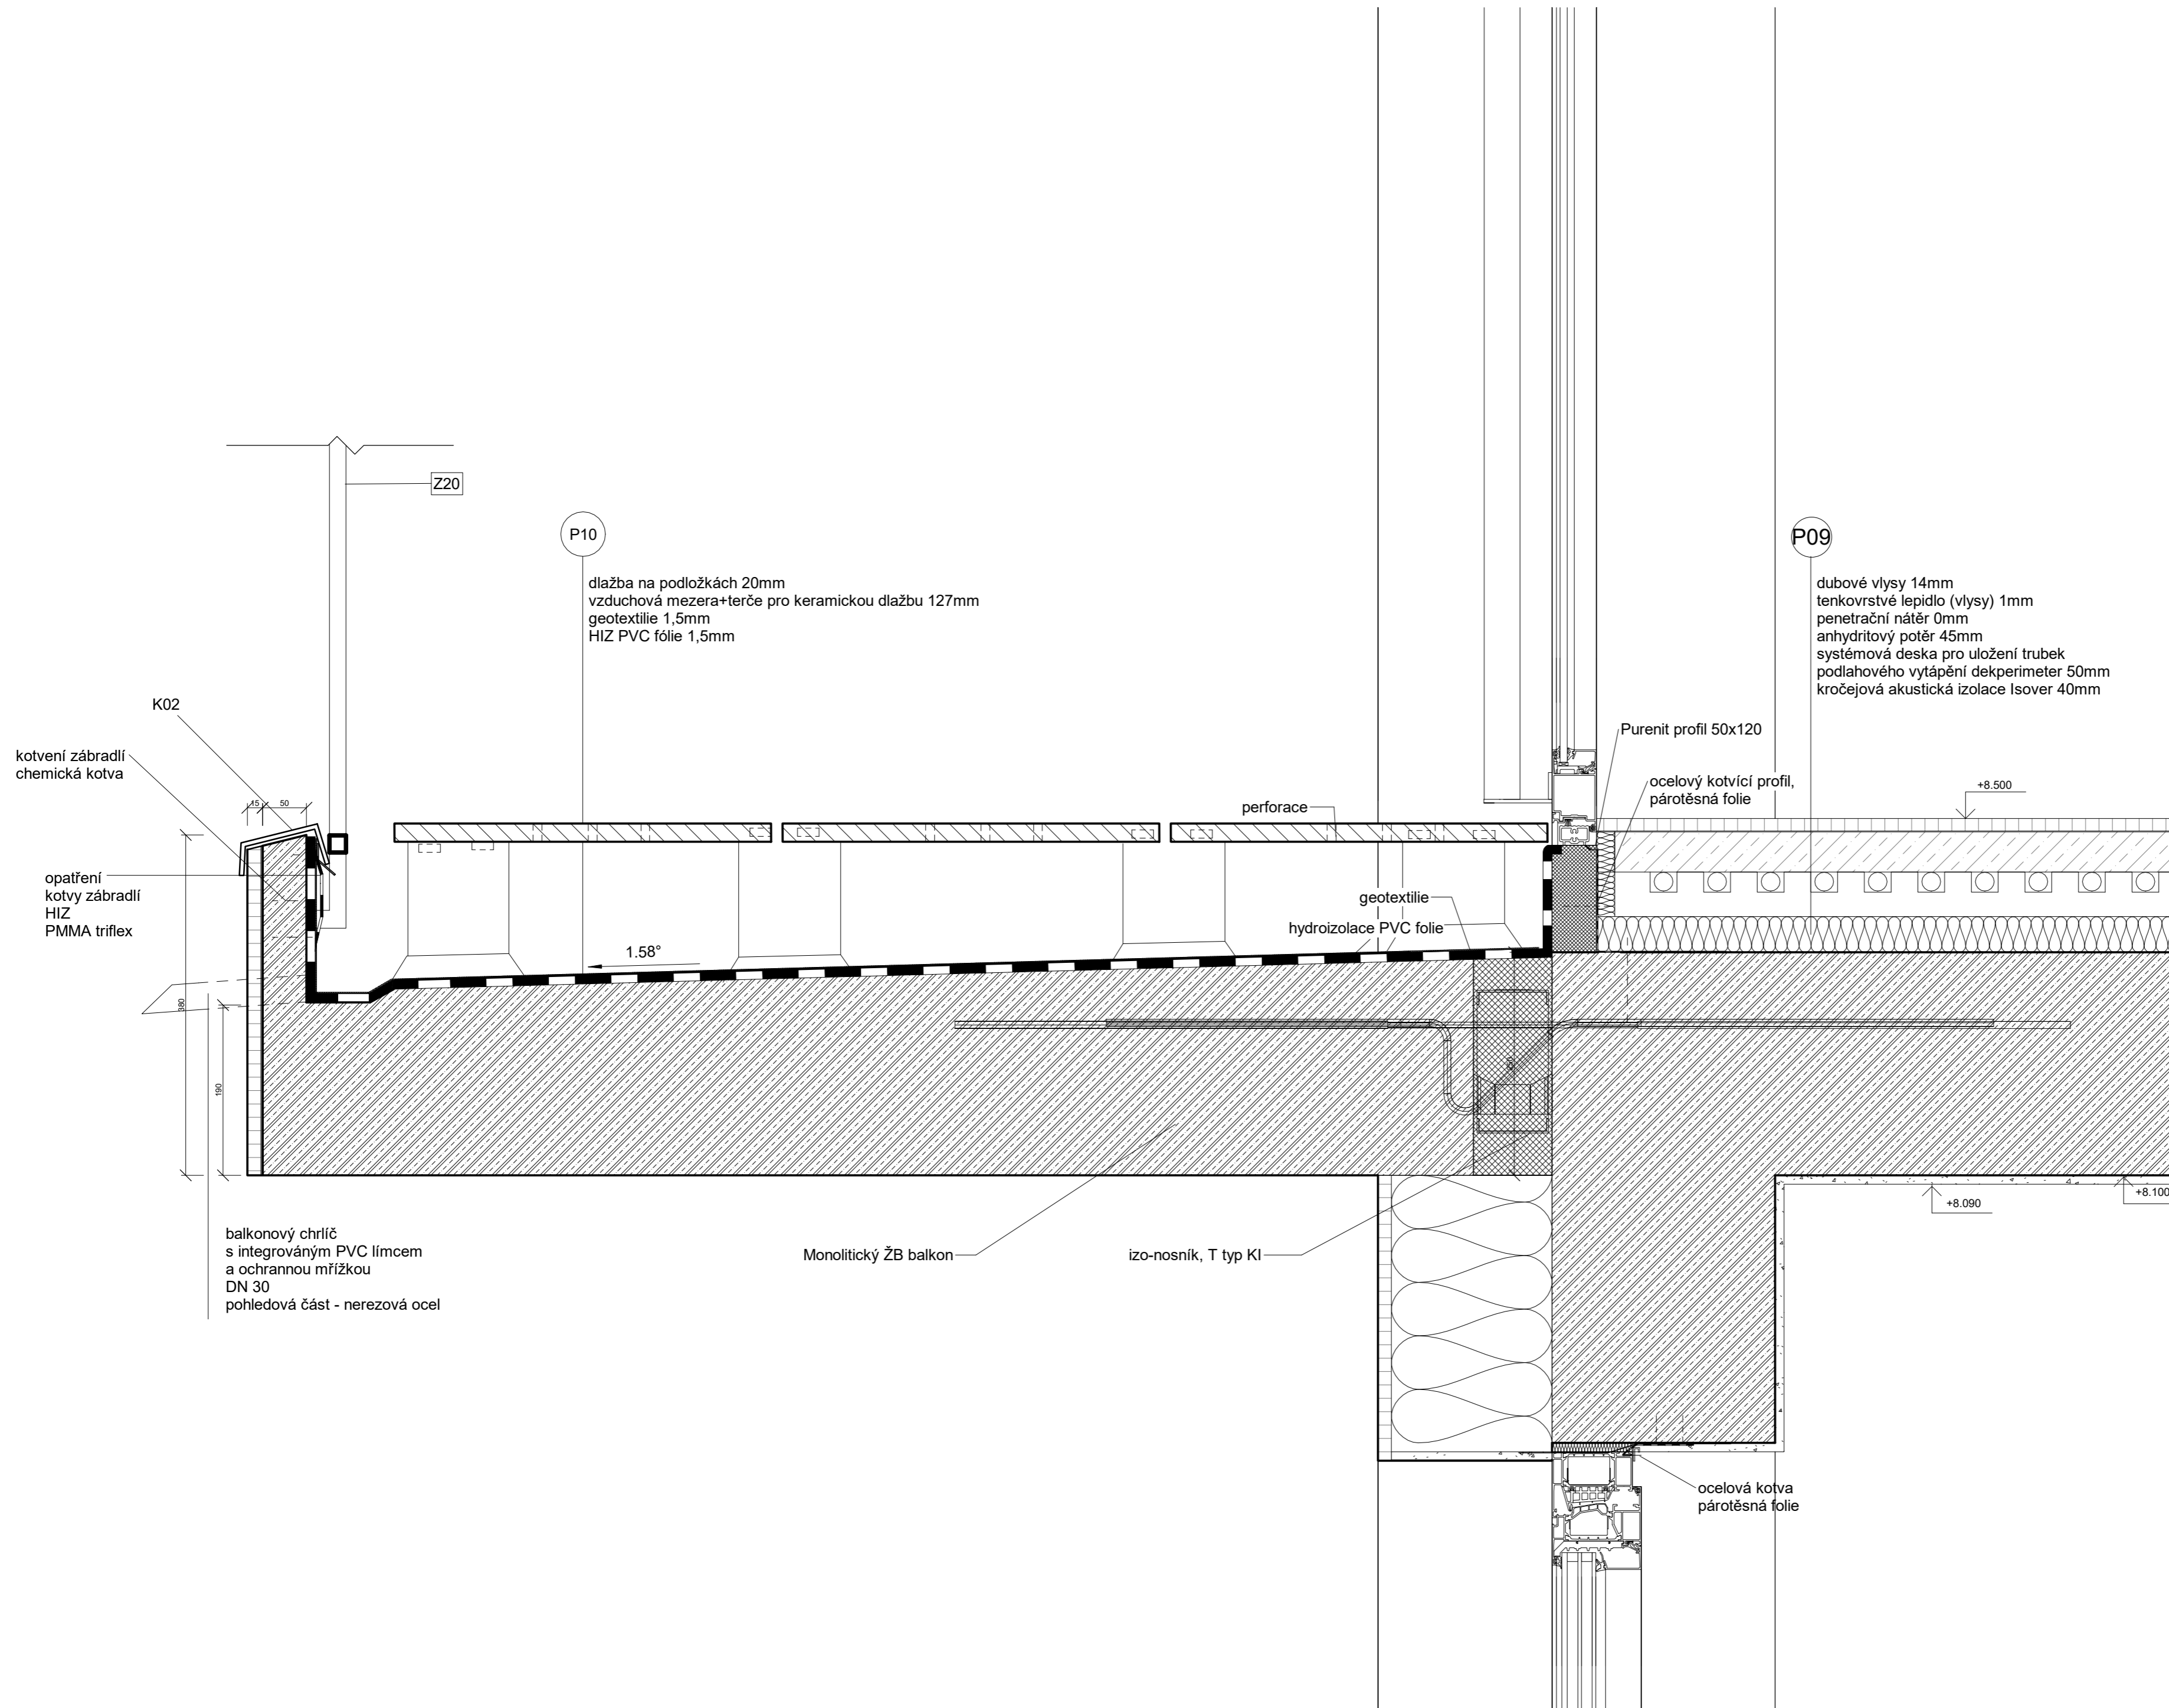 Z20
P10
dlažba na podložkách 20mm
vzduchová mezera+terče pro keramickou dlažbu 127mm
geotextilie 1,5mm
HIZ PVC fólie 1,5mm
P09
dubové vlysy 14mm
tenkovrstvé lepidlo (vlysy) 1mm
penetrační nátěr 0mm
anhydritový potěr 45mm
systémová deska pro uložení trubek
podlahového vytápění dekperimeter 50mm
kročejová akustická izolace Isover 40mm
K02
kotvení zábradlí
chemická kotva
Purenit profil 50x120
ocelový kotvící profil,
párotěsná folie
+8.500
15
50
perforace
opatření
kotvy zábradlí
HIZ
PMMA triflex
geotextilie
hydroizolace PVC folie
1.58°
380
190
+8.090
+8.100
balkonový chrlíč
s integrováným PVC límcem
a ochrannou mřížkou
DN 30
pohledová část - nerezová ocel
Monolitický ŽB balkon
izo-nosník, T typ KI
ocelová kotva
párotěsná folie